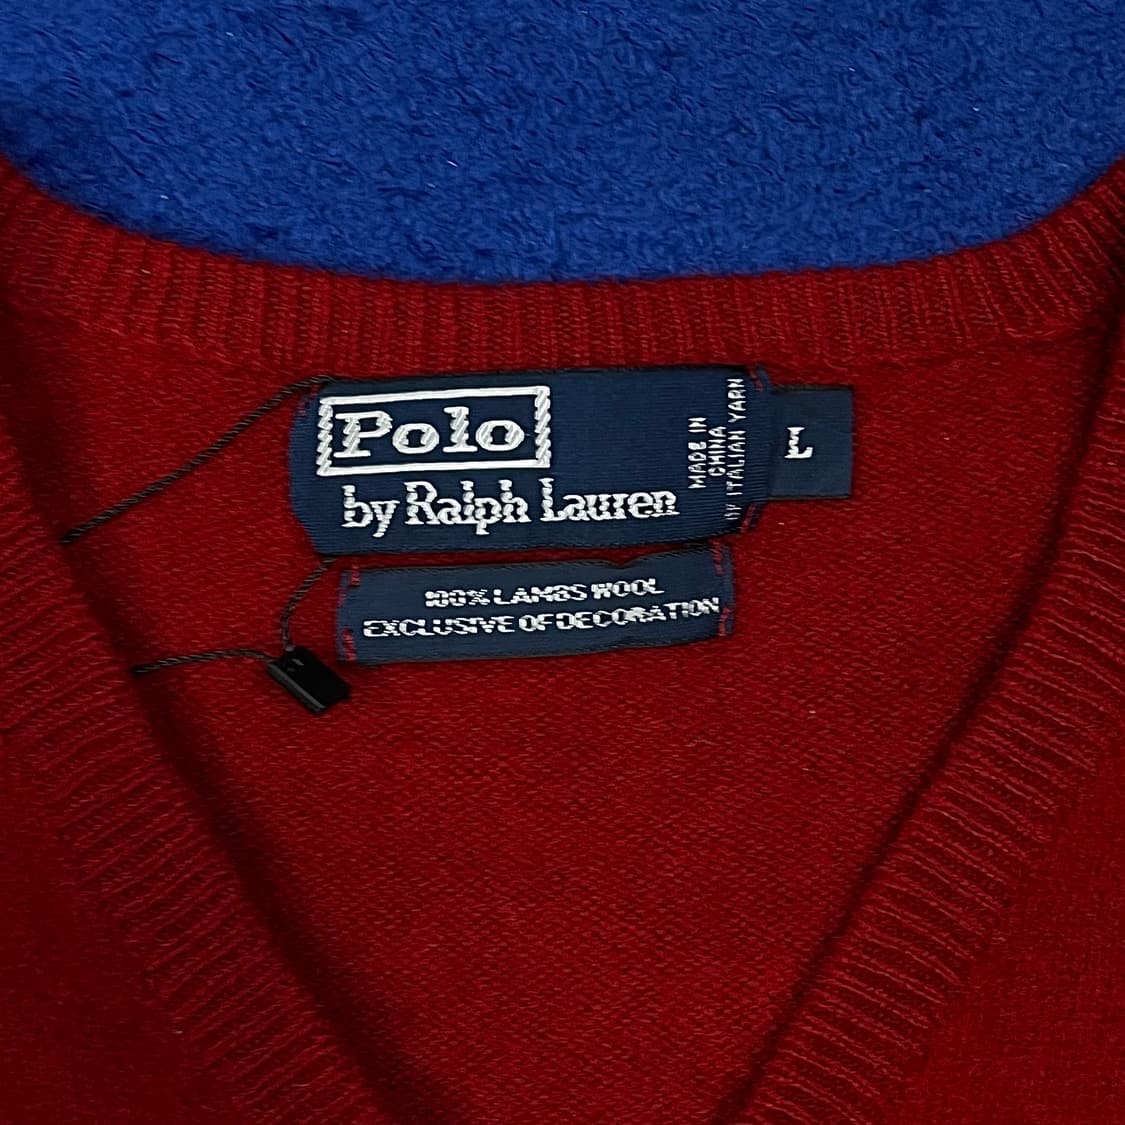 Polo
by Ralph Lauren
MADE IN
CHINA
OF ITALIAN YARN
L
100% LAMBS WOOL
EXCLUSIVE OF DECORATION